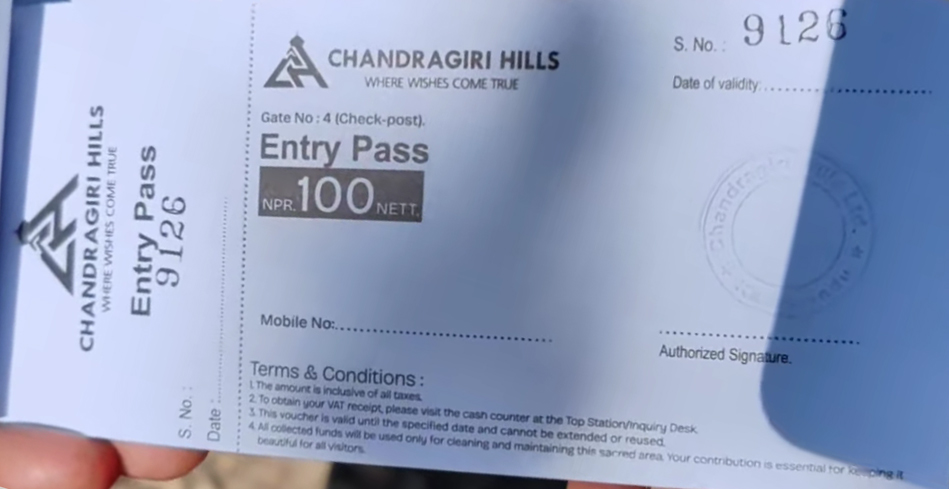 CHANDRAGIRI HILLS
WHERE WISHES COME TRUE
Entry Pass
9126
S. No. :
Date :
CHANDRAGIRI HILLS
WHERE WISHES COME TRUE
S. No. : 9126
Date of validity:
Gate No : 4 (Check-post).
Entry Pass
NPR. 100 NETT.
Chandragiri Ltd.
Mobile No:
Authorized Signature.
Terms & Conditions :
1. The amount is inclusive of all taxes.
2. To obtain your VAT receipt, please visit the cash counter at the Top Station/Inquiry Desk.
3. This voucher is valid until the specified date and cannot be extended or reused.
4. All collected funds will be used only for cleaning and maintaining this sacred area. Your contribution is essential for keeping it
beautiful for all visitors.